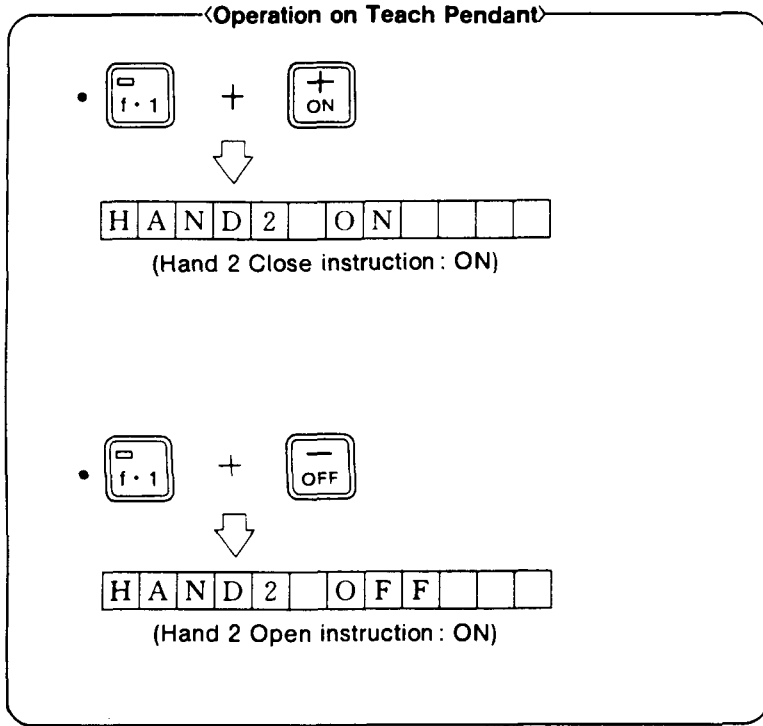 〈Operation on Teach Pendant〉
• f・1 + + ON
HAND2 ON
(Hand 2 Close instruction : ON)
• f・1 + − OFF
HAND2 OFF
(Hand 2 Open instruction : ON)